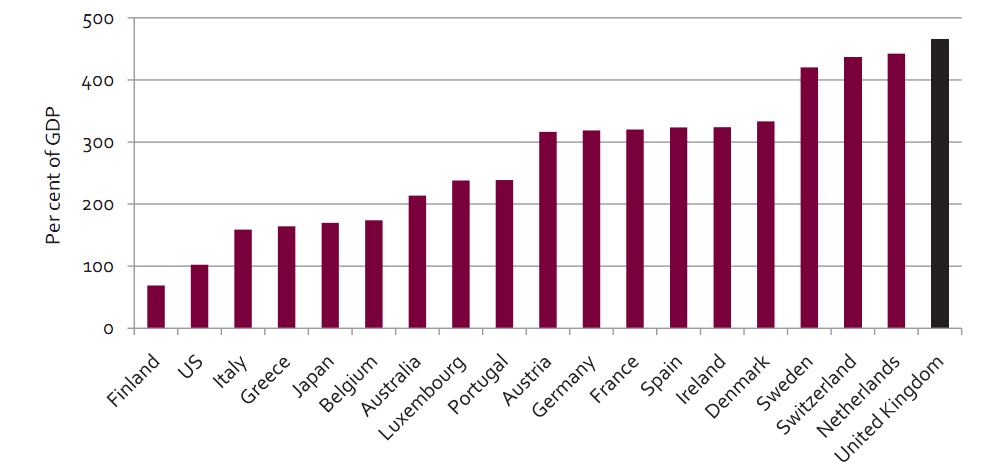 500
400
300
200
100
0
Per cent of GDP
Finland
US
Italy
Greece
Japan
Belgium
Australia
Luxembourg
Portugal
Austria
Germany
France
Spain
Ireland
Denmark
Sweden
Switzerland
Netherlands
United Kingdom